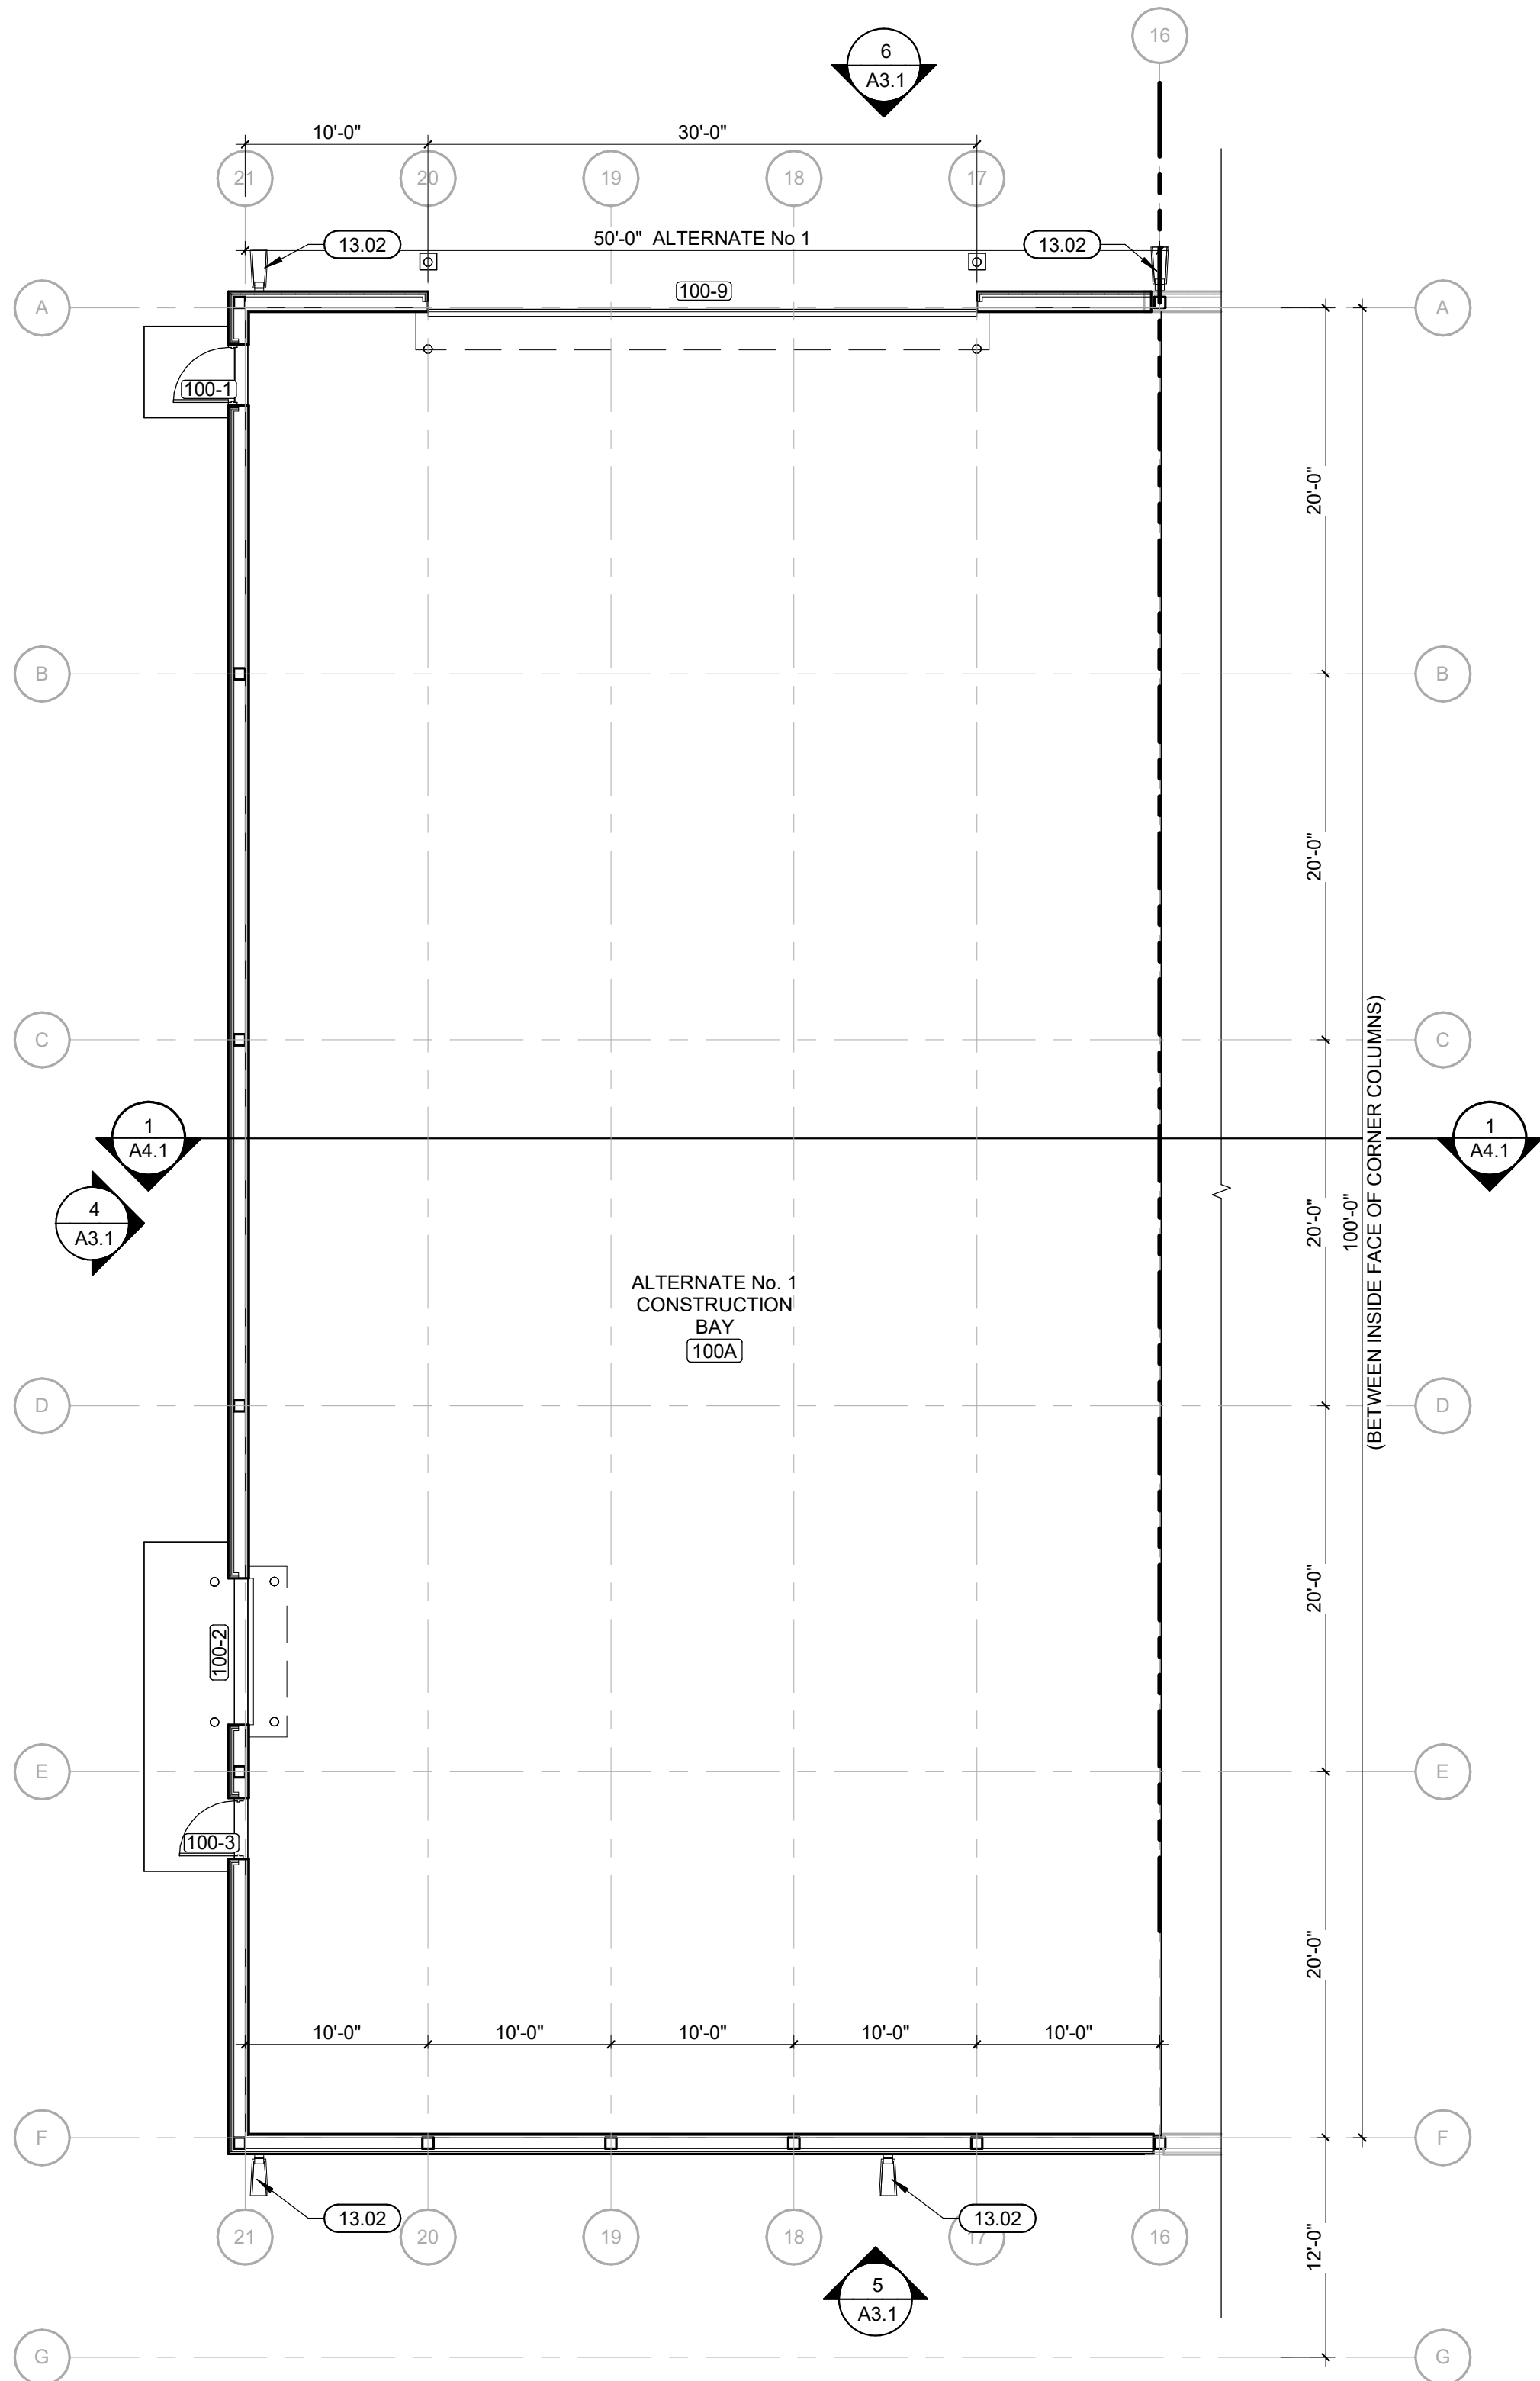 16
6
A3.1
10'-0"
30'-0"
21
20
19
18
17
13.02
50'-0" ALTERNATE No 1
13.02
100-9
A
A
100-1
20'-0"
B
B
20'-0"
C
C
1
A4.1
1
A4.1
4
A3.1
20'-0"
100'-0"
(BETWEEN INSIDE FACE OF CORNER COLUMNS)
ALTERNATE No. 1
CONSTRUCTION
BAY
100A
D
D
20'-0"
100-2
E
E
100-3
20'-0"
10'-0"
10'-0"
10'-0"
10'-0"
10'-0"
F
F
13.02
13.02
21
20
19
18
17
16
12'-0"
5
A3.1
G
G